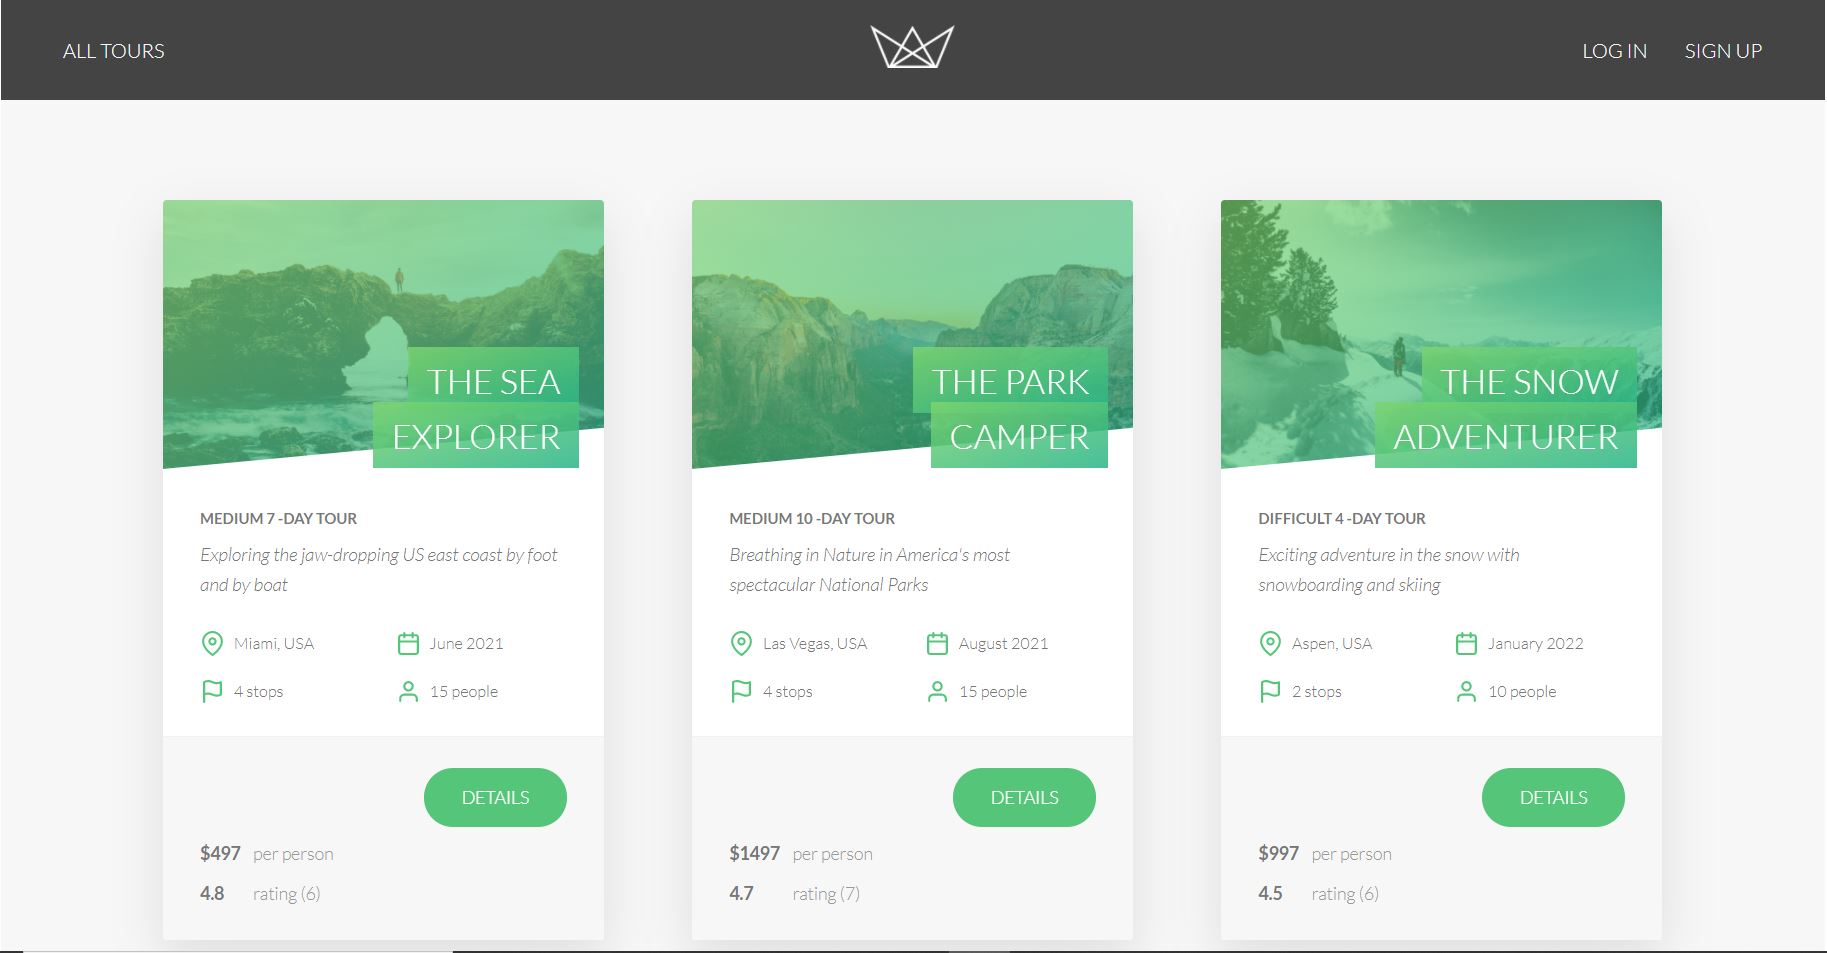 ALL TOURS
LOG IN
SIGN UP
THE SEA
EXPLORER
MEDIUM 7 -DAY TOUR
Exploring the jaw-dropping US east coast by foot
and by boat
Miami, USA
June 2021
4 stops
15 people
DETAILS
$497 per person
4.8 rating (6)
THE PARK
CAMPER
MEDIUM 10 -DAY TOUR
Breathing in Nature in America's most
spectacular National Parks
Las Vegas, USA
August 2021
4 stops
15 people
DETAILS
$1497 per person
4.7 rating (7)
THE SNOW
ADVENTURER
DIFFICULT 4 -DAY TOUR
Exciting adventure in the snow with
snowboarding and skiing
Aspen, USA
January 2022
2 stops
10 people
DETAILS
$997 per person
4.5 rating (6)